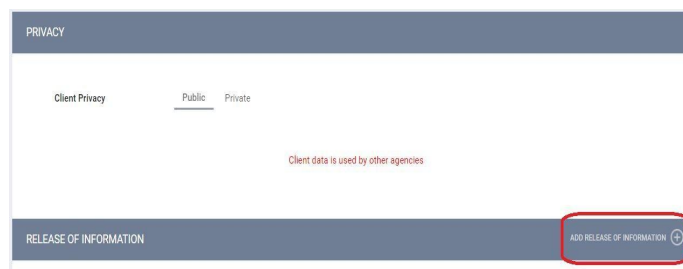 PRIVACY
Client Privacy Public Private
Client data is used by other agencies
RELEASE OF INFORMATION ADD RELEASE OF INFORMATION